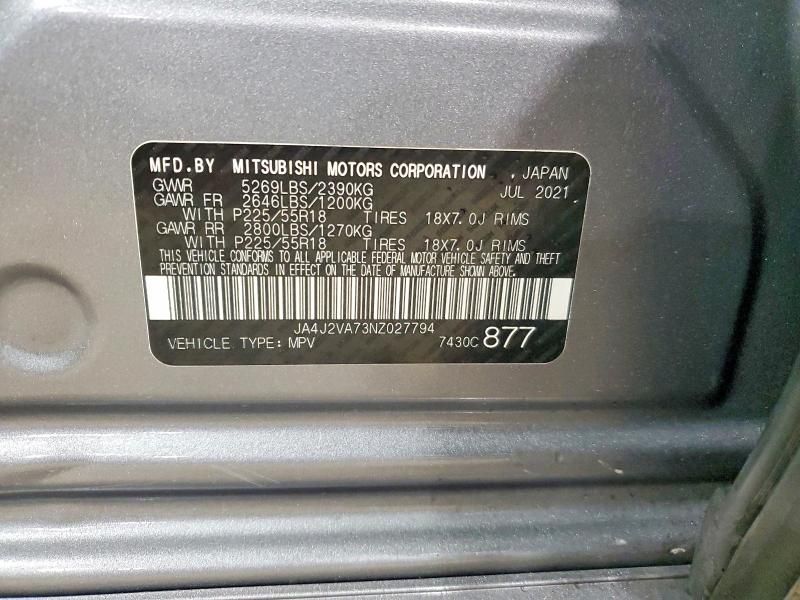 MFD.BY MITSUBISHI MOTORS CORPORATION , JAPAN
GVWR 5269LBS/2390KG JUL 2021
GAWR FR 2646LBS/1200KG
WITH P225/55R18 TIRES 18X7.0J RIMS
GAWR RR 2800LBS/1270KG
WITH P225/55R18 TIRES 18X7.0J RIMS
THIS VEHICLE CONFORMS TO ALL APPLICABLE FEDERAL MOTOR VEHICLE SAFETY AND THEFT
PREVENTION STANDARDS IN EFFECT ON THE DATE OF MANUFACTURE SHOWN ABOVE.
JA4J2VA73NZ027794
VEHICLE TYPE: MPV 7430C 877